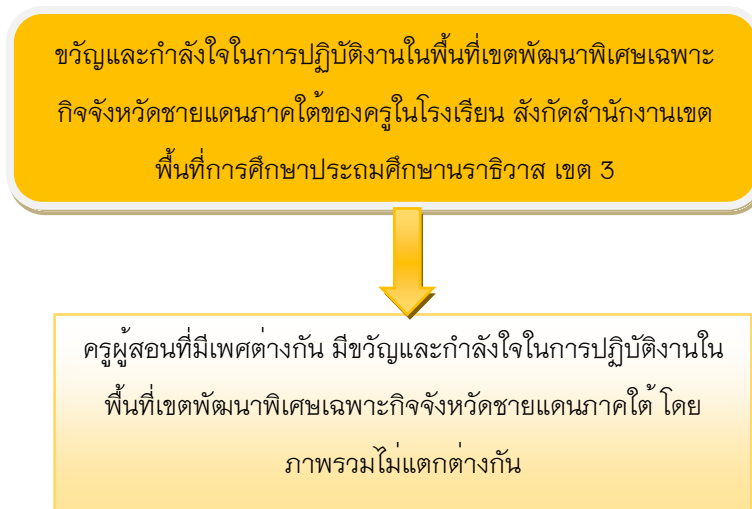 ขวัญและกำลังใจในการปฏิบัติงานในพื้นที่เขตพัฒนาพิเศษเฉพาะ
กิจจังหวัดชายแดนภาคใต้ของครูในโรงเรียน สังกัดสำนักงานเขต
พื้นที่การศึกษาประถมศึกษานราธิวาส เขต 3
ครูผู้สอนที่มีเพศต่างกัน มีขวัญและกำลังใจในการปฏิบัติงานใน
พื้นที่เขตพัฒนาพิเศษเฉพาะกิจจังหวัดชายแดนภาคใต้ โดย
ภาพรวมไม่แตกต่างกัน